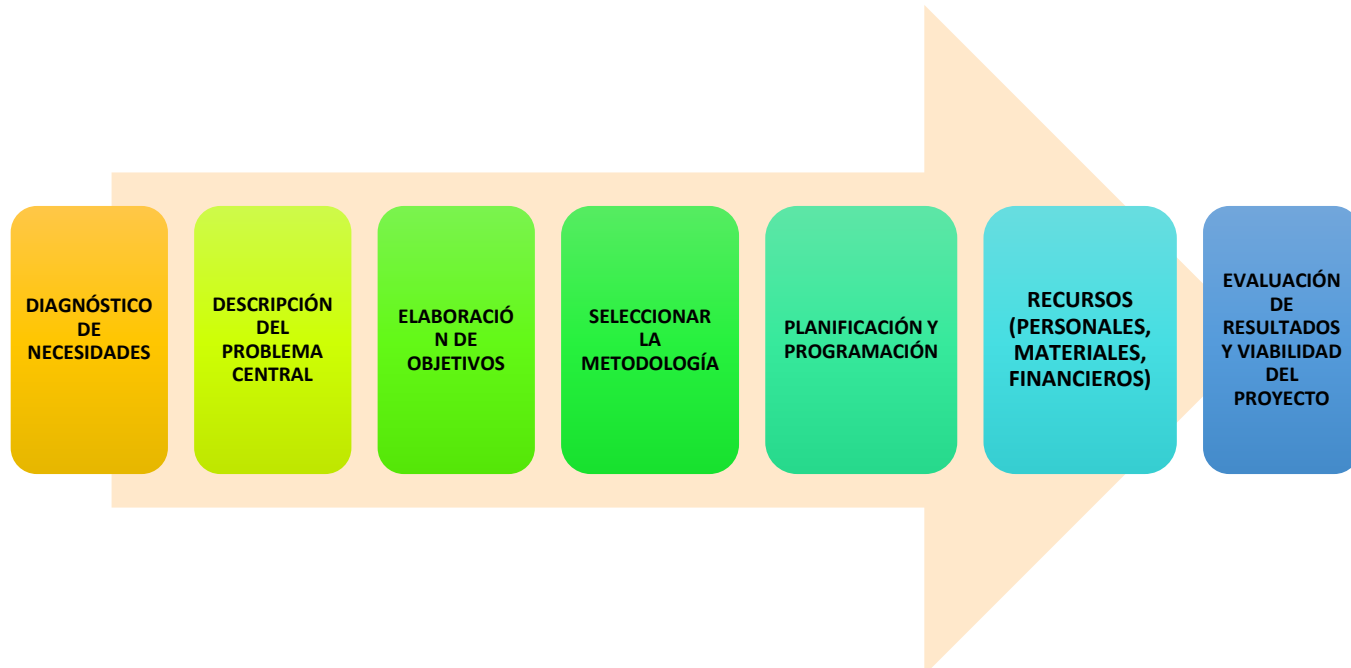 DIAGNÓSTICO
DE
NECESIDADES
DESCRIPCIÓN
DEL
PROBLEMA
CENTRAL
ELABORACIÓ
N DE
OBJETIVOS
SELECCIONAR
LA
METODOLOGÍA
PLANIFICACIÓN Y
PROGRAMACIÓN
RECURSOS
(PERSONALES,
MATERIALES,
FINANCIEROS)
EVALUACIÓN
DE
RESULTADOS
Y VIABILIDAD
DEL
PROYECTO